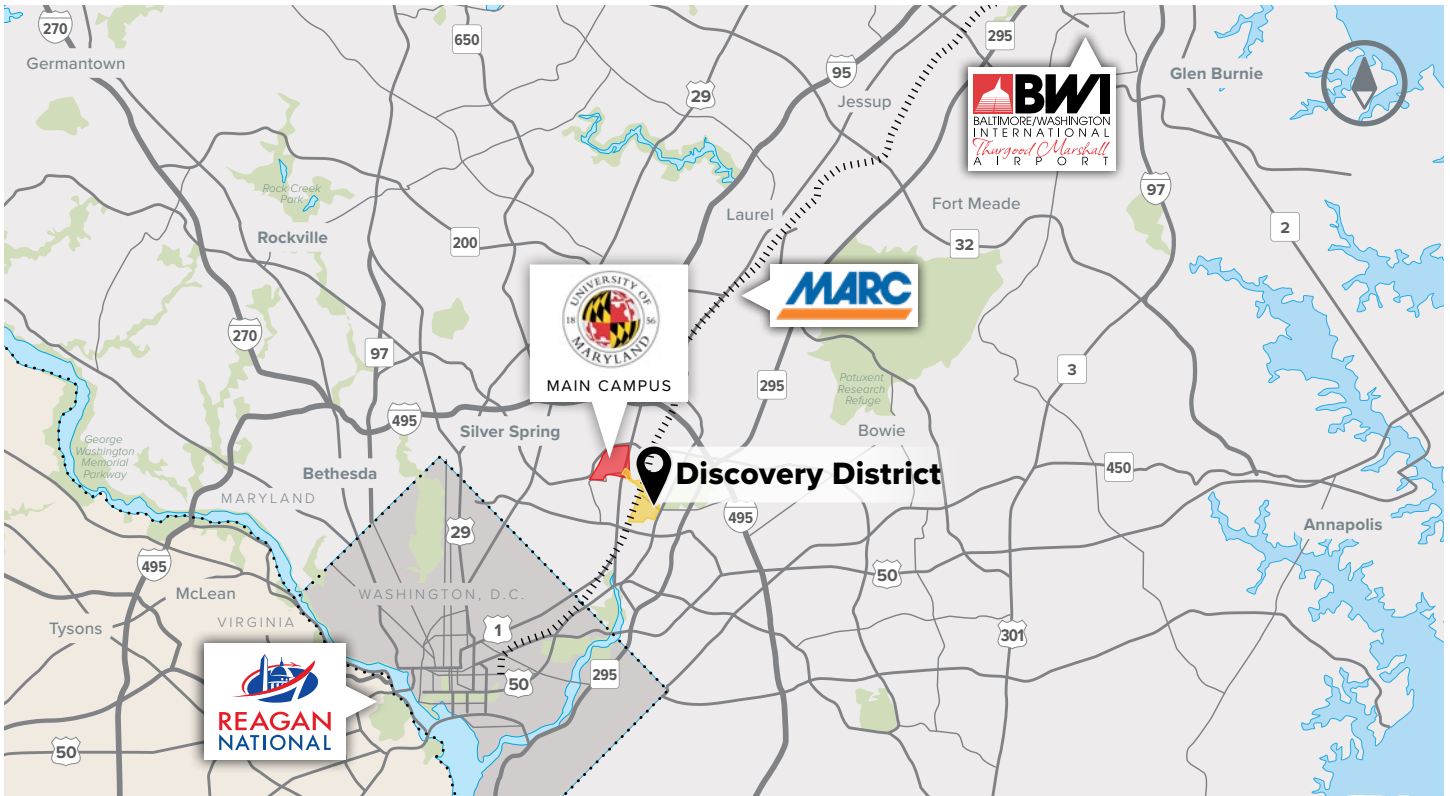 270
Germantown
650
295
95
29
Jessup
Glen Burnie
BWI
BALTIMORE/WASHINGTON
INTERNATIONAL
Thurgood Marshall
AIRPORT
97
Rock Creek
Park
Rockville
200
Laurel
Fort Meade
32
2
UNIVERSITY OF
18 56
MARYLAND
MAIN CAMPUS
MARC
270
97
295
3
Patuxent
Research
Refuge
495
Silver Spring
Bowie
George
Washington
Memorial
Parkway
Bethesda
Discovery District
450
MARYLAND
495
Annapolis
29
495
50
McLean
WASHINGTON, D.C.
VIRGINIA
Tysons
1
301
295
50
REAGAN
NATIONAL
50